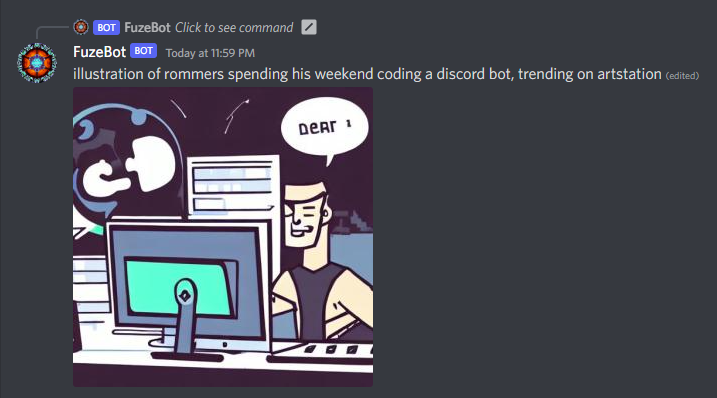 BOT FuzeBot Click to see command
FuzeBot BOT Today at 11:59 PM
illustration of rommers spending his weekend coding a discord bot, trending on artstation (edited)
DEAR